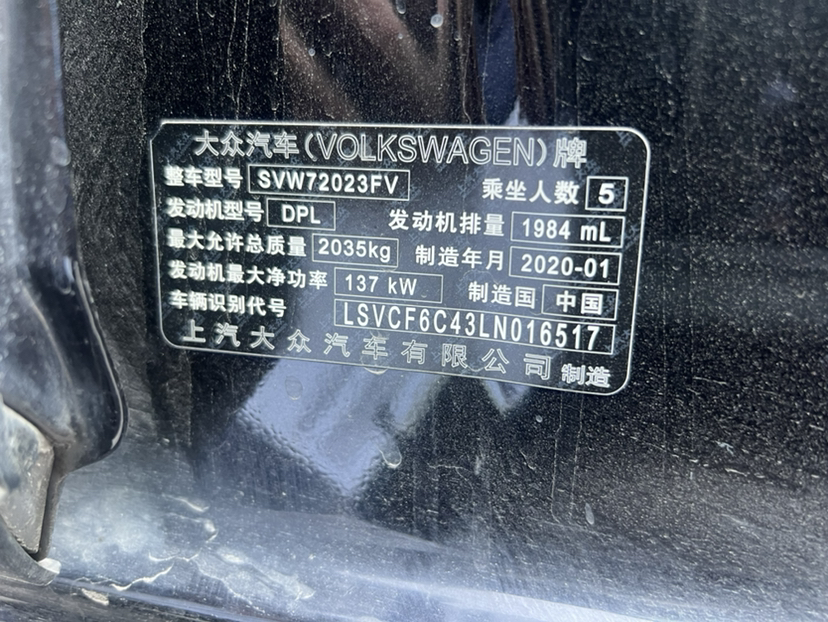 大众汽车(VOLKSWAGEN)牌
整车型号 SVW72023FV 乘坐人数 5
发动机型号 DPL 发动机排量 1984 mL
最大允许总质量 2035kg 制造年月 2020-01
发动机最大净功率 137 kW 制造国 中国
车辆识别代号 LSVCF6C43LN016517
上汽大众汽车有限公司 制造